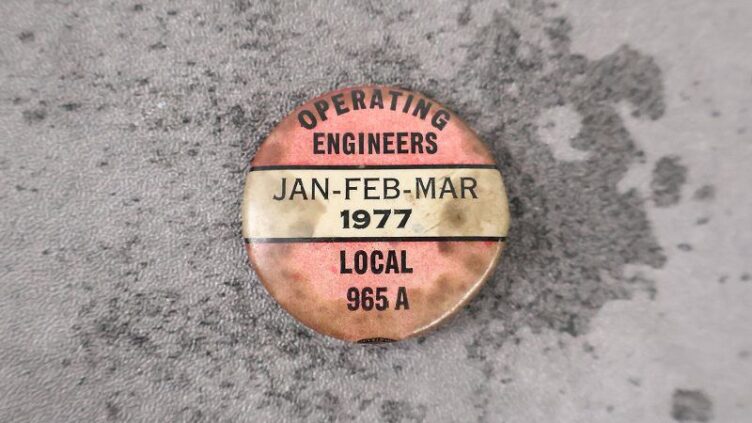 OPERATING
ENGINEERS
JAN-FEB-MAR
1977
LOCAL
965 A